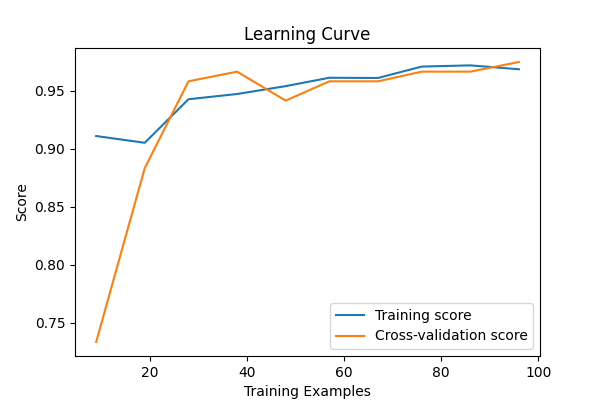 Learning Curve
Score
0.95
0.90
0.85
0.80
0.75
20
40
60
80
100
Training Examples
Training score
Cross-validation score